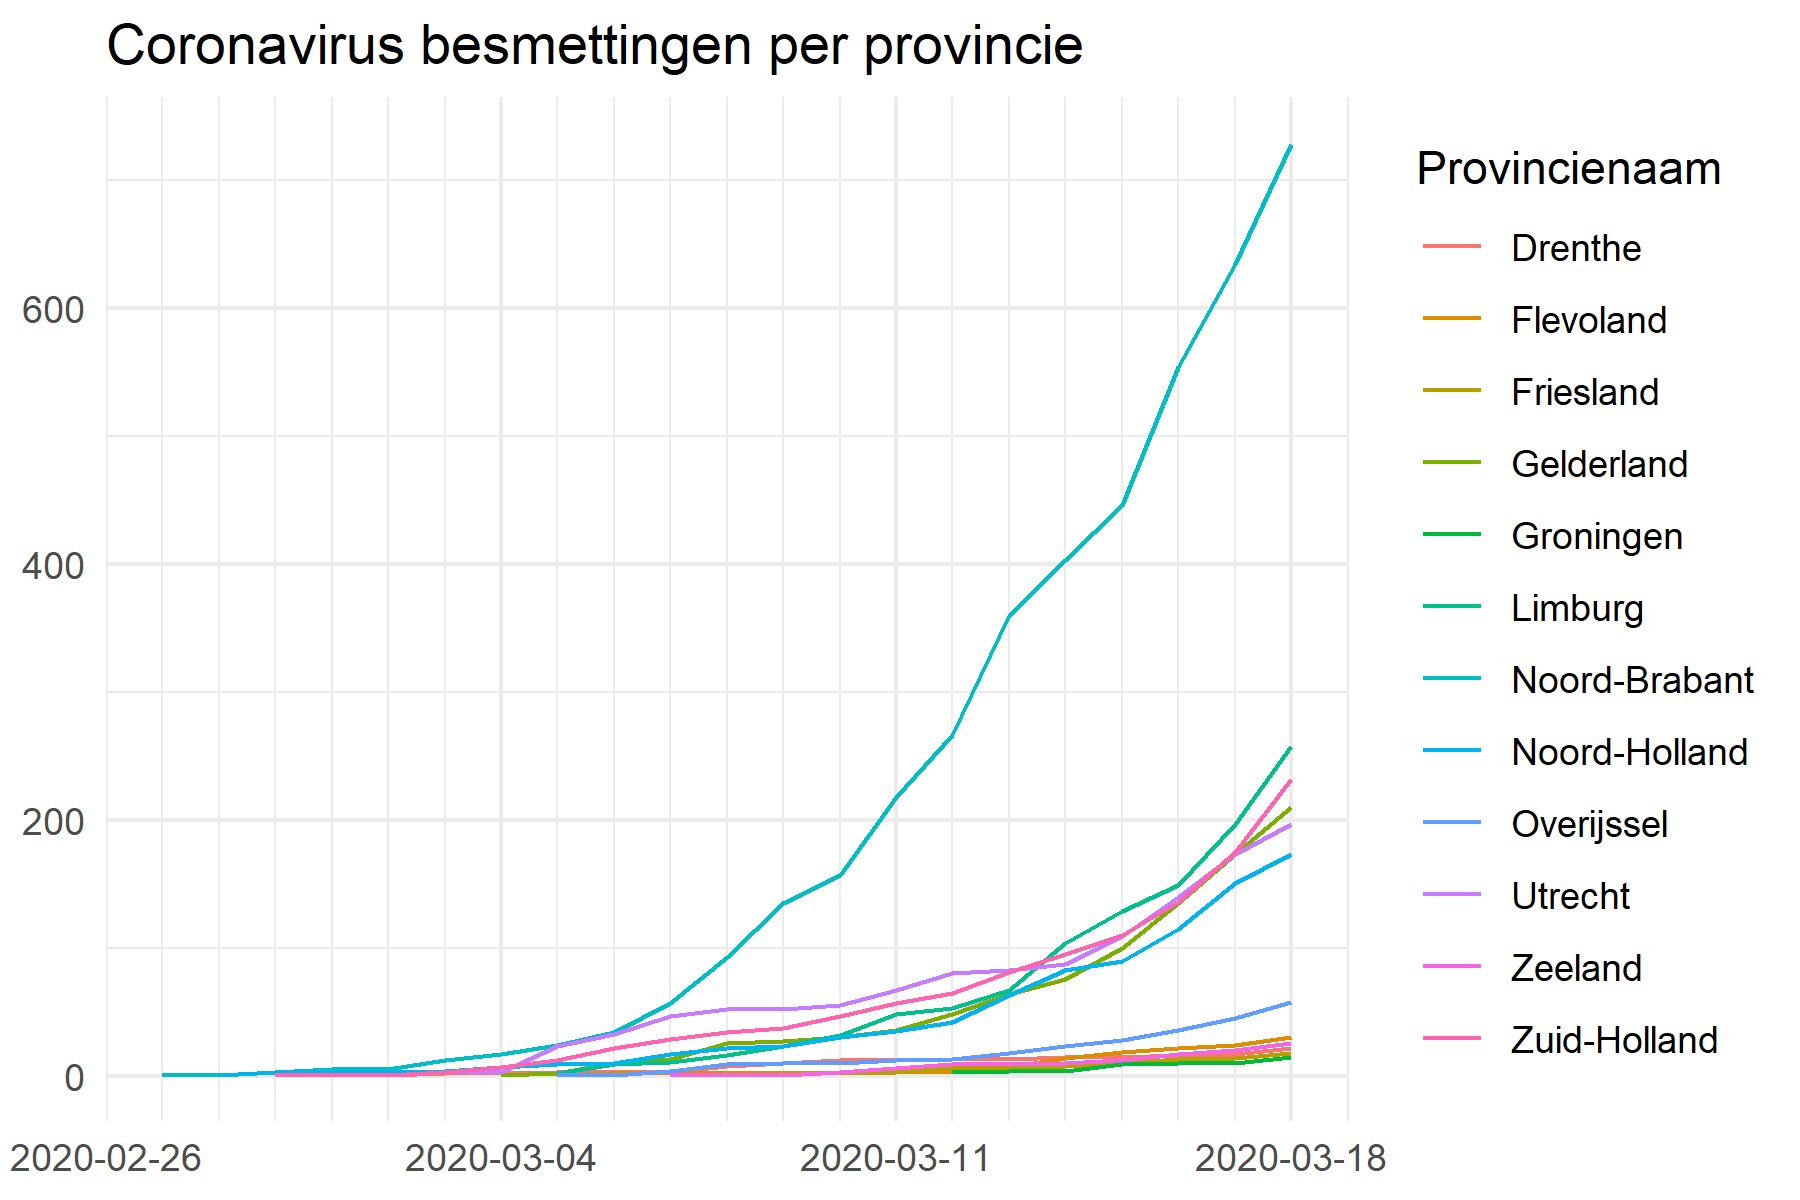 Coronavirus besmettingen per provincie
600
400
200
0
2020-02-26
2020-03-04
2020-03-11
2020-03-18
Provincienaam
Drenthe
Flevoland
Friesland
Gelderland
Groningen
Limburg
Noord-Brabant
Noord-Holland
Overijssel
Utrecht
Zeeland
Zuid-Holland